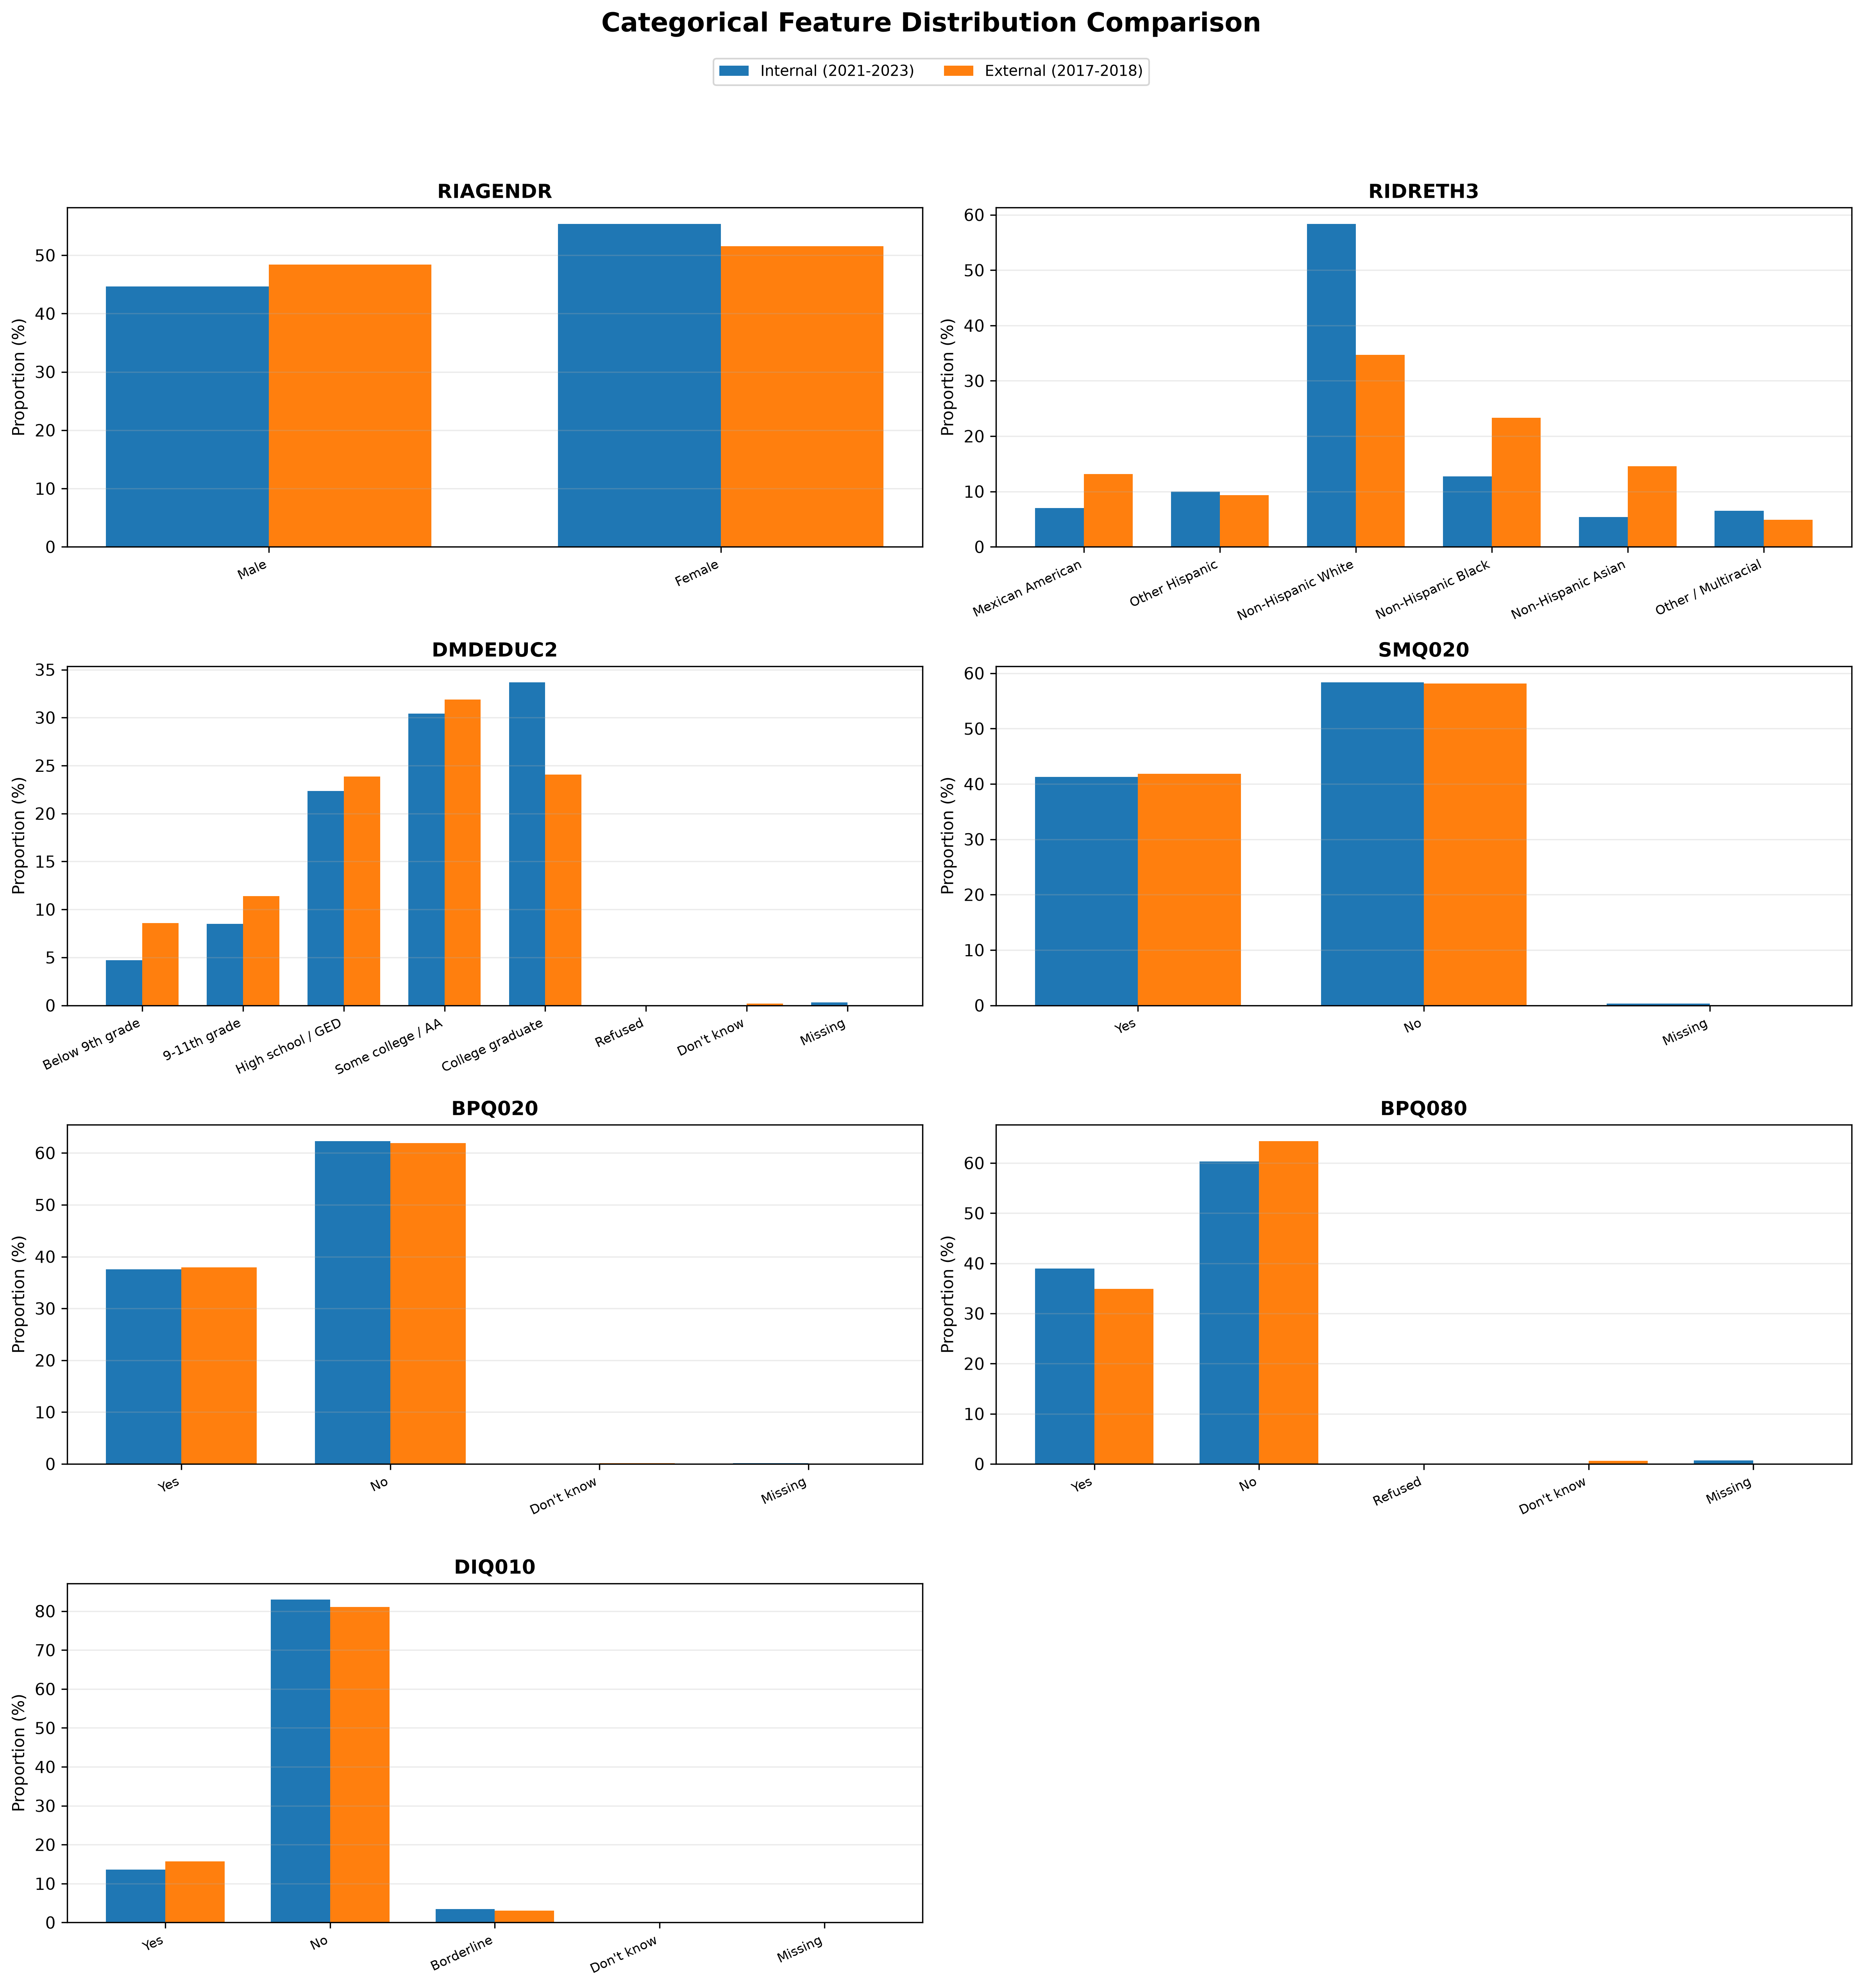 Categorical Feature Distribution Comparison
Internal (2021-2023) External (2017-2018)
RIAGENDR
Proportion (%)
50
40
30
20
10
0
Male Female
RIDRETH3
Proportion (%)
60
50
40
30
20
10
0
Mexican American Other Hispanic Non-Hispanic White Non-Hispanic Black Non-Hispanic Asian Other / Multiracial
DMDEDUC2
Proportion (%)
35
30
25
20
15
10
5
0
Below 9th grade 9-11th grade High school / GED Some college / AA College graduate Refused Don't know Missing
SMQ020
Proportion (%)
60
50
40
30
20
10
0
Yes No Missing
BPQ020
Proportion (%)
60
50
40
30
20
10
0
Yes No Don't know Missing
BPQ080
Proportion (%)
60
50
40
30
20
10
0
Yes No Refused Don't know Missing
DIQ010
Proportion (%)
80
70
60
50
40
30
20
10
0
Yes No Borderline Don't know Missing